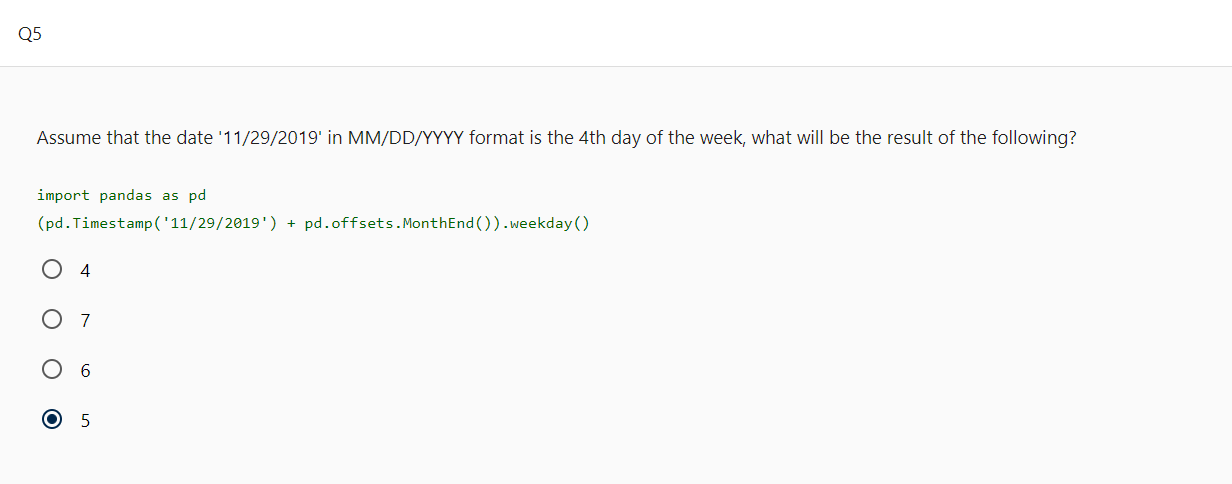 Q5
Assume that the date '11/29/2019' in MM/DD/YYYY format is the 4th day of the week, what will be the result of the following?
import pandas as pd
(pd.Timestamp('11/29/2019') + pd.offsets.MonthEnd()).weekday()
4
7
6
5